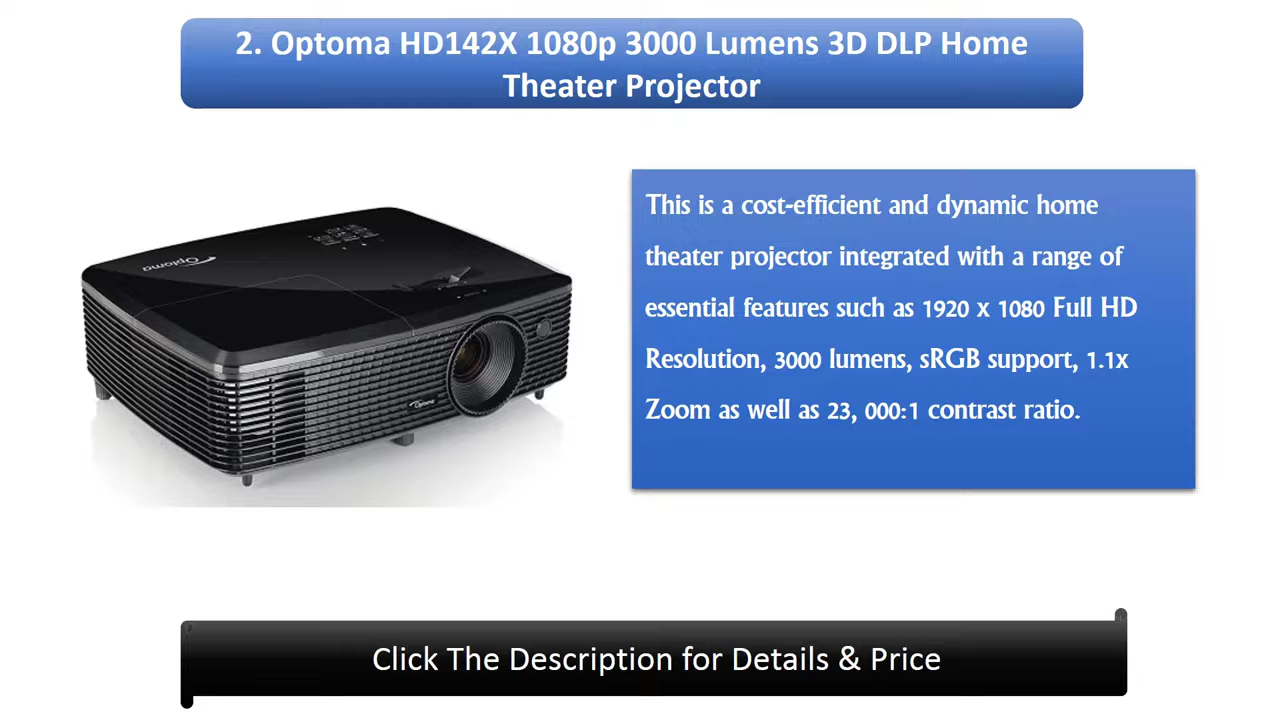 2. Optoma HD142X 1080p 3000 Lumens 3D DLP Home
Theater Projector
This is a cost-efficient and dynamic home
theater projector integrated with a range of
essential features such as 1920 x 1080 Full HD
Resolution, 3000 lumens, sRGB support, 1.1x
Zoom as well as 23, 000:1 contrast ratio.
Optoma
Optoma
Click The Description for Details & Price